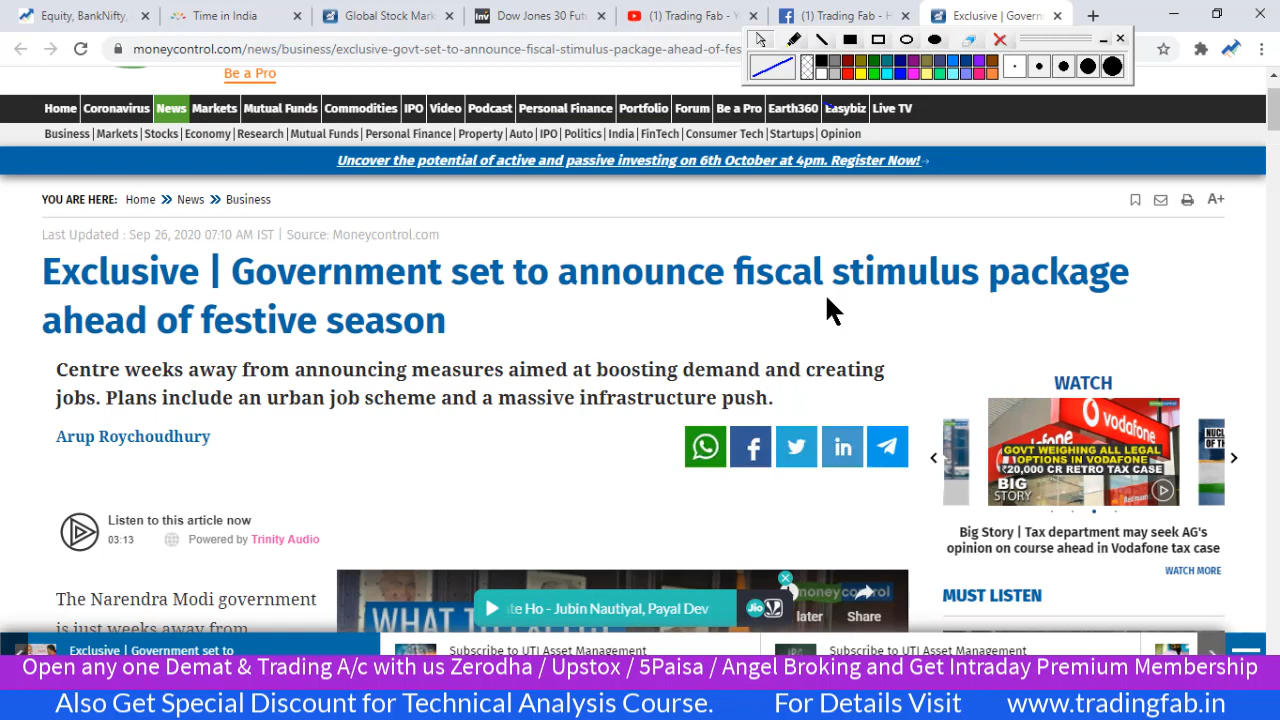 Equity, BankNifty,
Time in India
Global Stock Mark
Dow Jones 30 Fut
(1) Trading Fab - Y
(1) Trading Fab - H
Exclusive | Govern
moneycontrol.com/news/business/exclusive-govt-set-to-announce-fiscal-stimulus-package-ahead-of-fes
Be a Pro
Home Coronavirus News Markets Mutual Funds Commodities IPO Video Podcast Personal Finance Portfolio Forum Be a Pro Earth360 Easybiz Live TV
Business | Markets | Stocks | Economy | Research | Mutual Funds | Personal Finance | Property | Auto | IPO | Politics | India | FinTech | Consumer Tech | Startups | Opinion
Uncover the potential of active and passive investing on 6th October at 4pm. Register Now!
YOU ARE HERE: Home News Business
A+
Last Updated : Sep 26, 2020 07:10 AM IST | Source: Moneycontrol.com
Exclusive | Government set to announce fiscal stimulus package
ahead of festive season
Centre weeks away from announcing measures aimed at boosting demand and creating
jobs. Plans include an urban job scheme and a massive infrastructure push.
Arup Roychoudhury
WATCH
vodafone
GOVT WEIGHING ALL LEGAL
OPTIONS IN VODAFONE
₹20,000 CR RETRO TAX CASE
BIG
STORY
Big Story | Tax department may seek AG's
opinion on course ahead in Vodafone tax case
WATCH MORE
Listen to this article now
03:13 Powered by Trinity Audio
MUST LISTEN
The Narendra Modi government
is just weeks away from
WHAT
te Ho - Jubin Nautiyal, Payal Dev
Jio
moneycontrol
later
Share
Exclusive | Government set to
Subscribe to UTI Asset Management
Subscribe to UTI Asset Management
Open any one Demat & Trading A/c with us Zerodha / Upstox / 5Paisa / Angel Broking and Get Intraday Premium Membership
Also Get Special Discount for Technical Analysis Course. For Details Visit www.tradingfab.in